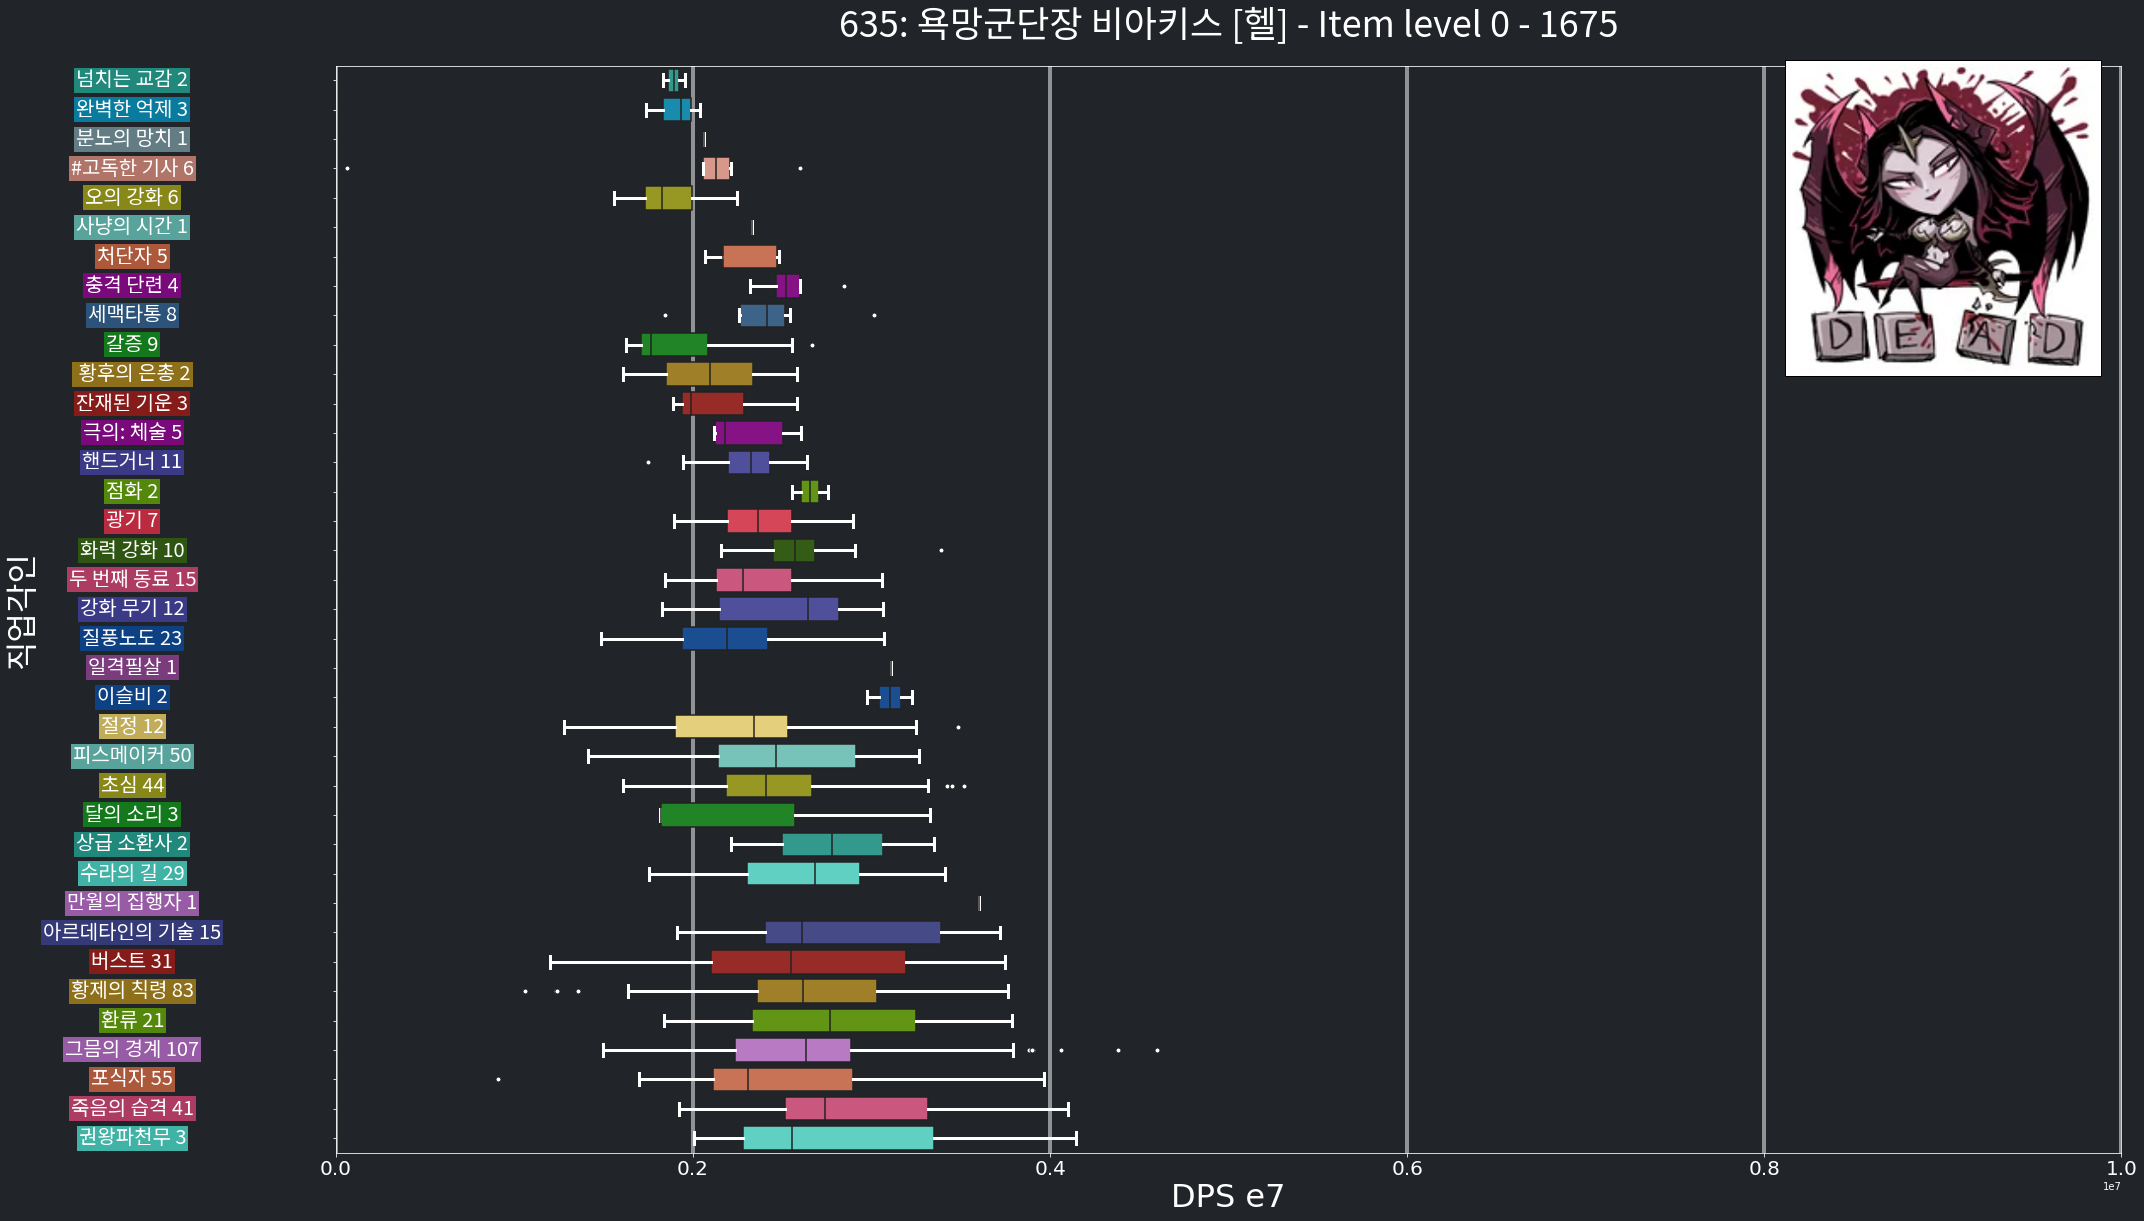 635: 욕망군단장 비아키스 [헬] - Item level 0 - 1675
넘치는 교감 2
완벽한 억제 3
분노의 망치 1
#고독한 기사 6
오의 강화 6
사냥의 시간 1
처단자 5
충격 단련 4
세맥타통 8
갈증 9
황후의 은총 2
잔재된 기운 3
극의: 체술 5
핸드거너 11
점화 2
광기 7
화력 강화 10
두 번째 동료 15
강화 무기 12
질풍노도 23
일격필살 1
이슬비 2
절정 12
피스메이커 50
초심 44
달의 소리 3
상급 소환사 2
수라의 길 29
만월의 집행자 1
아르데타인의 기술 15
버스트 31
황제의 칙령 83
환류 21
그믐의 경계 107
포식자 55
죽음의 습격 41
권왕파천무 3
직업각인
0.0 0.2 0.4 0.6 0.8 1.0
1e7
DPS e7
D E A D